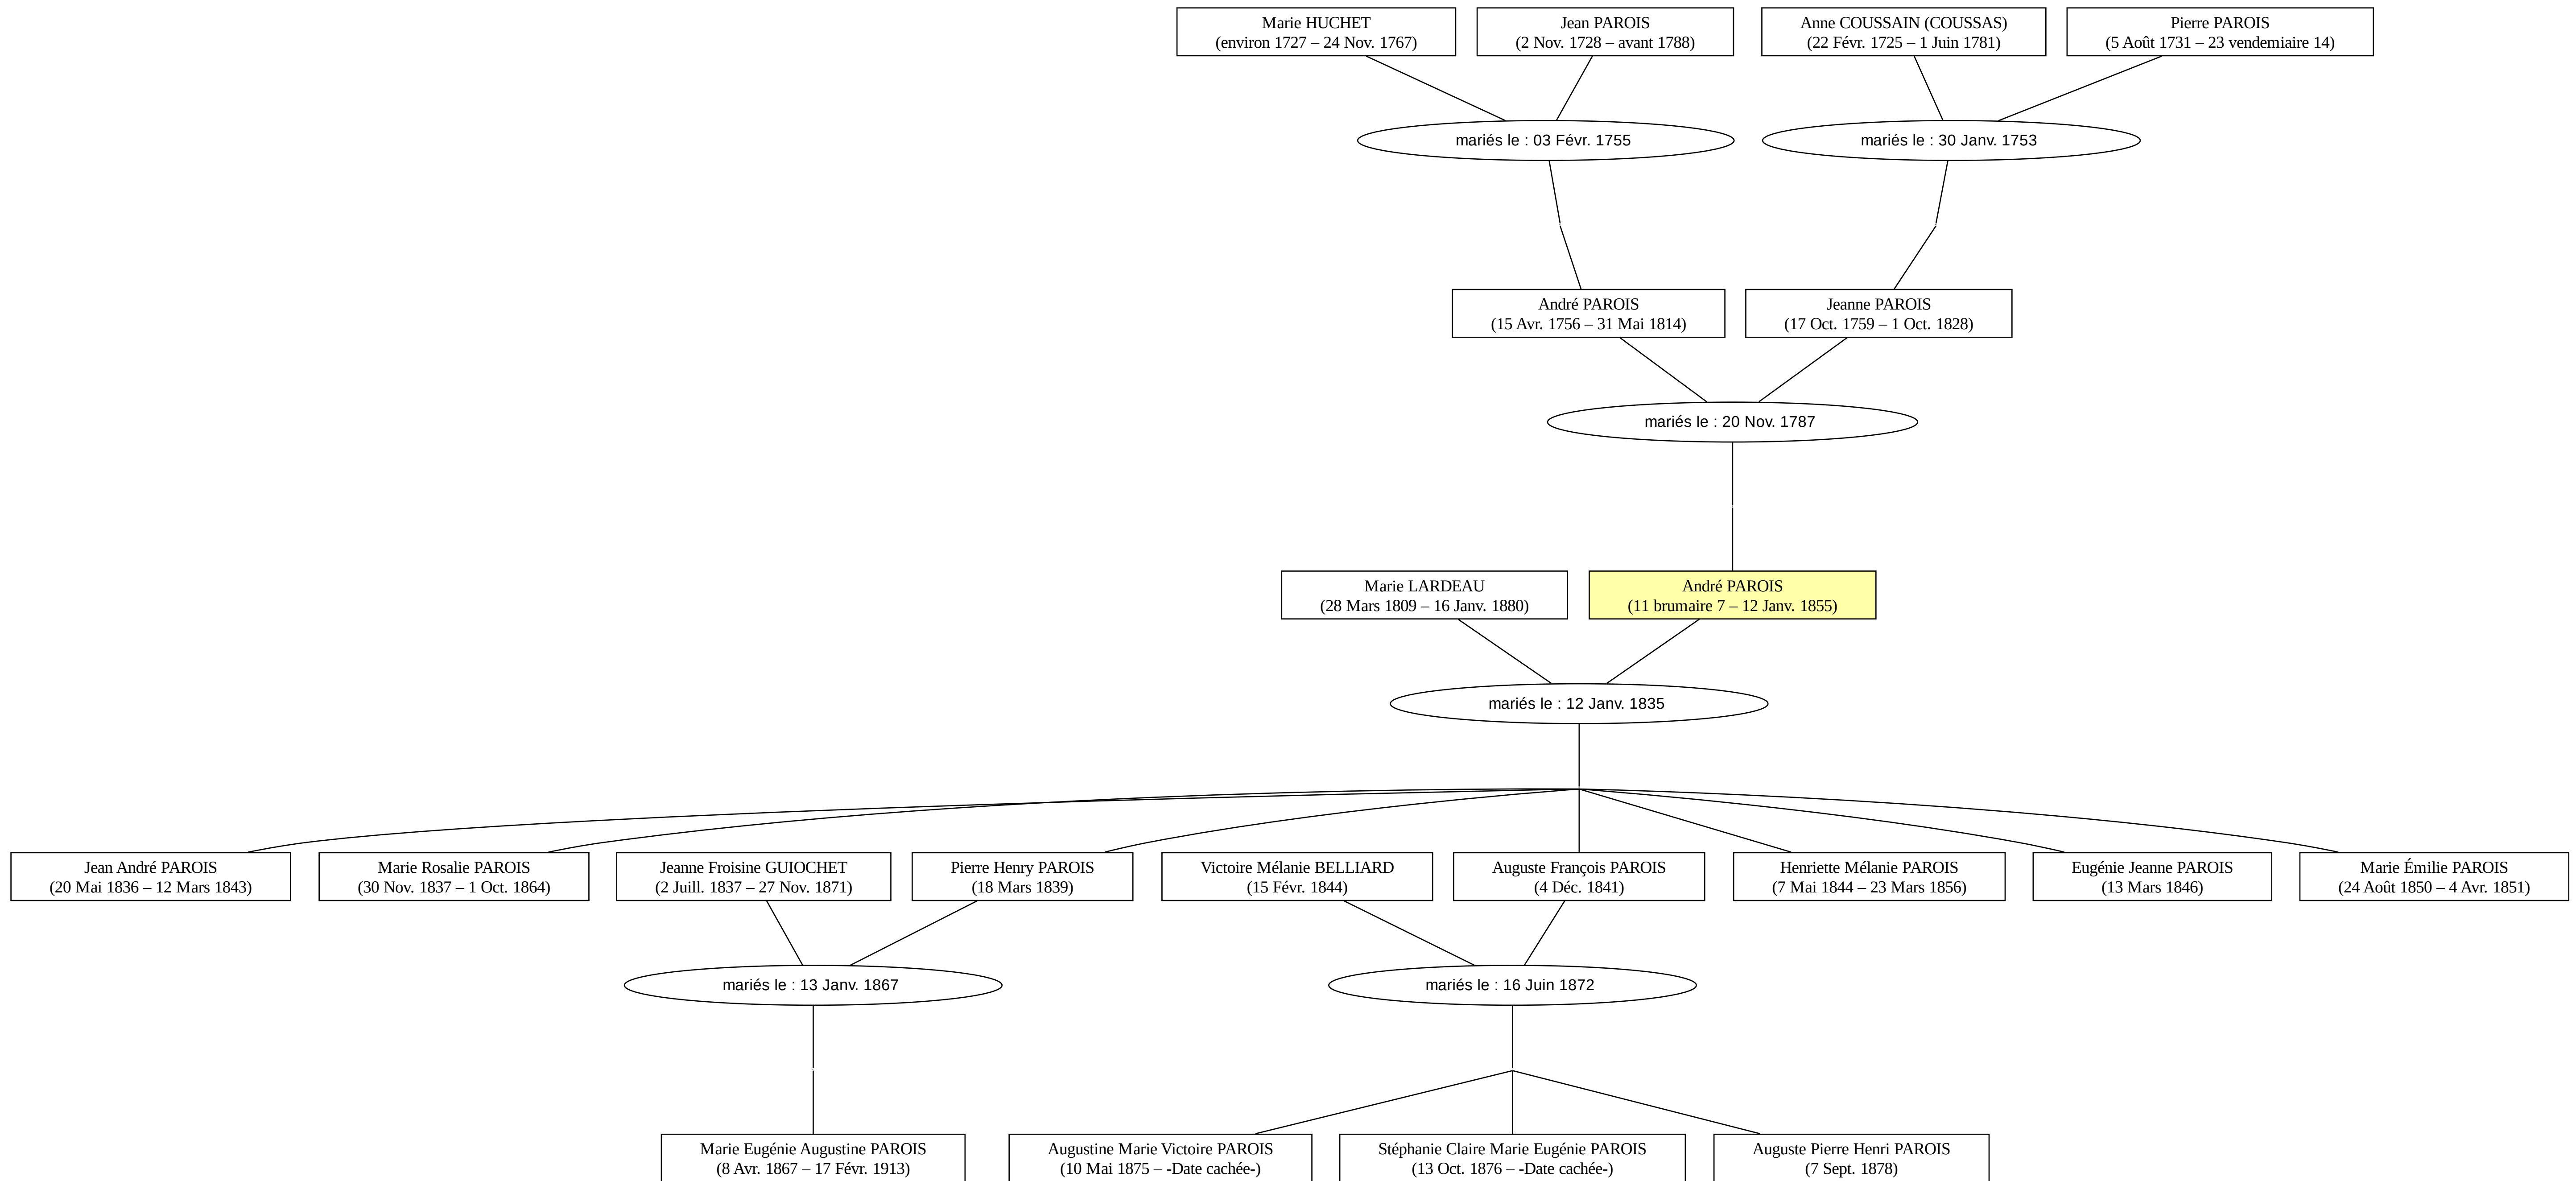 Marie HUCHET
(environ 1727 – 24 Nov. 1767)
Jean PAROIS
(2 Nov. 1728 – avant 1788)
Anne COUSSAIN (COUSSAS)
(22 Févr. 1725 – 1 Juin 1781)
Pierre PAROIS
(5 Août 1731 – 23 vendemiaire 14)
mariés le : 03 Févr. 1755
mariés le : 30 Janv. 1753
André PAROIS
(15 Avr. 1756 – 31 Mai 1814)
Jeanne PAROIS
(17 Oct. 1759 – 1 Oct. 1828)
mariés le : 20 Nov. 1787
Marie LARDEAU
(28 Mars 1809 – 16 Janv. 1880)
André PAROIS
(11 brumaire 7 – 12 Janv. 1855)
mariés le : 12 Janv. 1835
Jean André PAROIS
(20 Mai 1836 – 12 Mars 1843)
Marie Rosalie PAROIS
(30 Nov. 1837 – 1 Oct. 1864)
Jeanne Froisine GUIOCHET
(2 Juill. 1837 – 27 Nov. 1871)
Pierre Henry PAROIS
(18 Mars 1839)
Victoire Mélanie BELLIARD
(15 Févr. 1844)
Auguste François PAROIS
(4 Déc. 1841)
Henriette Mélanie PAROIS
(7 Mai 1844 – 23 Mars 1856)
Eugénie Jeanne PAROIS
(13 Mars 1846)
Marie Émilie PAROIS
(24 Août 1850 – 4 Avr. 1851)
mariés le : 13 Janv. 1867
mariés le : 16 Juin 1872
Marie Eugénie Augustine PAROIS
(8 Avr. 1867 – 17 Févr. 1913)
Augustine Marie Victoire PAROIS
(10 Mai 1875 – -Date cachée-)
Stéphanie Claire Marie Eugénie PAROIS
(13 Oct. 1876 – -Date cachée-)
Auguste Pierre Henri PAROIS
(7 Sept. 1878)